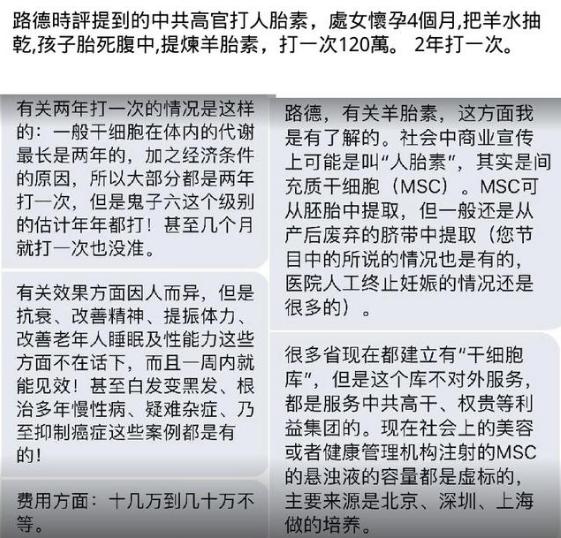 路德時評提到的中共高官打人胎素，處女懷孕4個月,把羊水抽
乾,孩子胎死腹中,提煉羊胎素，打一次120萬。 2年打一次。
有关两年打一次的情况是这样
的：一般干细胞在体内的代谢
最长是两年的，加之经济条件
的原因，所以大部分都是两年
打一次，但是鬼子六这个级别
的估计年年都打！甚至几个月
就打一次也没准。
有关效果方面因人而异，但是
抗衰、改善精神、提振体力、
改善老年人睡眠及性能力这些
方面不在话下，而且一周内就
能见效！甚至白发变黑发、根
治多年慢性病、疑难杂症、乃
至抑制癌症这些案例都是有
的！
费用方面：十几万到几十万不
等。
路德，有关羊胎素，这方面我
是有了解的。社会中商业宣传
上可能是叫“人胎素”，其实是间
充质干细胞（MSC）。MSC可
从胚胎中提取，但一般还是从
产后废弃的脐带中提取（您节
目中的所说的情况也是有的，
医院人工终止妊娠的情况还是
很多的）。
很多省现在都建立有“干细胞
库”，但是这个库不对外服务，
都是服务中共高干、权贵等利
益集团的。现在社会上的美容
或者健康管理机构注射的MSC
的悬浊液的容量都是虚标的，
主要来源是北京、深圳、上海
做的培养。